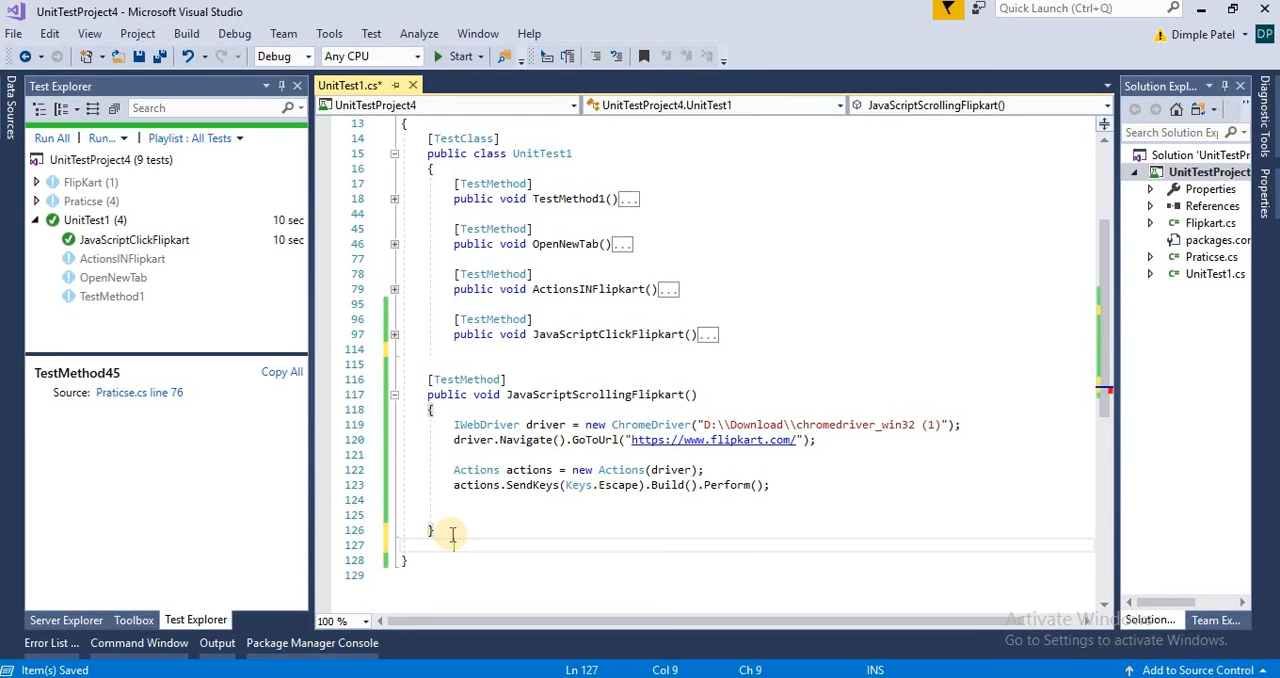 UnitTestProject4 - Microsoft Visual Studio
Quick Launch (Ctrl+Q)
File Edit View Project Build Debug Team Tools Test Analyze Window Help
Dimple Patel DP
Debug Any CPU Start
Data Sources
Test Explorer
Search
Run All Run... Playlist : All Tests
UnitTestProject4 (9 tests)
FlipKart (1)
Praticse (4)
UnitTest1 (4) 10 sec
JavaScriptClickFlipkart 10 sec
ActionsINFlipkart
OpenNewTab
TestMethod1
TestMethod45 Copy All
Source: Praticse.cs line 76
UnitTest1.cs*
UnitTestProject4 UnitTestProject4.UnitTest1 JavaScriptScrollingFlipkart()
13 {
14 [TestClass]
15 public class UnitTest1
16 {
17 [TestMethod]
18 public void TestMethod1()...
44
45 [TestMethod]
46 public void OpenNewTab()...
77
78 [TestMethod]
79 public void ActionsINFlipkart()...
95
96 [TestMethod]
97 public void JavaScriptClickFlipkart()...
114
115
116 [TestMethod]
117 public void JavaScriptScrollingFlipkart()
118 {
119 IWebDriver driver = new ChromeDriver("D:\\Download\\chromedriver_win32 (1)");
120 driver.Navigate().GoToUrl("https://www.flipkart.com/");
121
122 Actions actions = new Actions(driver);
123 actions.SendKeys(Keys.Escape).Build().Perform();
124
125
126 }
127
128 }
129
100 %
Solution Expl...
Search Solution Exp
Solution 'UnitTestPr
UnitTestProject
Properties
References
Flipkart.cs
packages.con
Praticse.cs
UnitTest1.cs
Diagnostic Tools
Properties
Server Explorer Toolbox Test Explorer
Solution... Team Ex...
Activate Windows
Go to Settings to activate Windows.
Error List ... Command Window Output Package Manager Console
Item(s) Saved Ln 127 Col 9 Ch 9 INS Add to Source Control